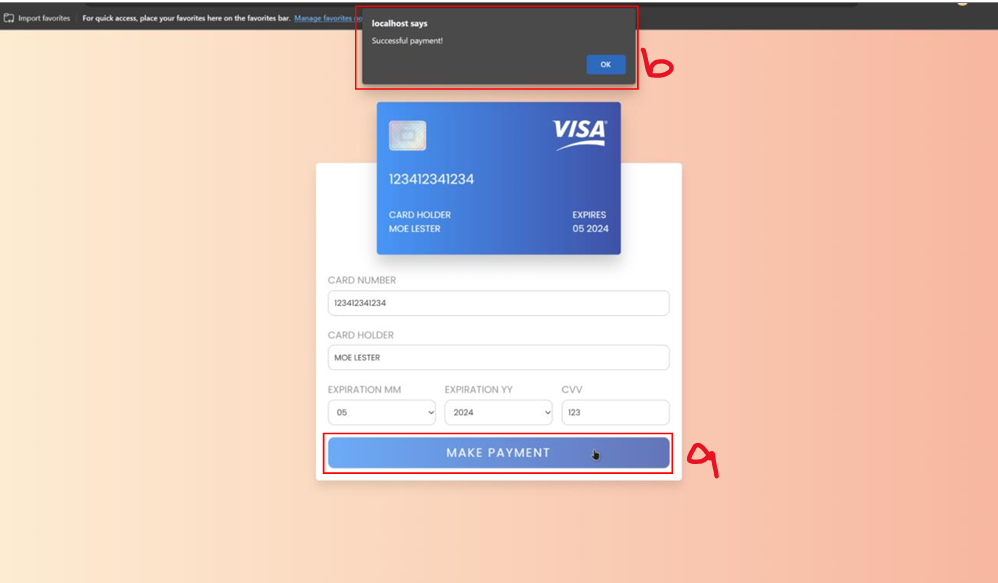 Import favorites
For quick access, place your favorites here on the favorites bar. Manage favorites no
localhost says
Successful payment!
OK
b
VISA
123412341234
CARD HOLDER
EXPIRES
MOE LESTER
05 2024
CARD NUMBER
123412341234
CARD HOLDER
MOE LESTER
EXPIRATION MM
EXPIRATION YY
CVV
05
2024
123
MAKE PAYMENT
a